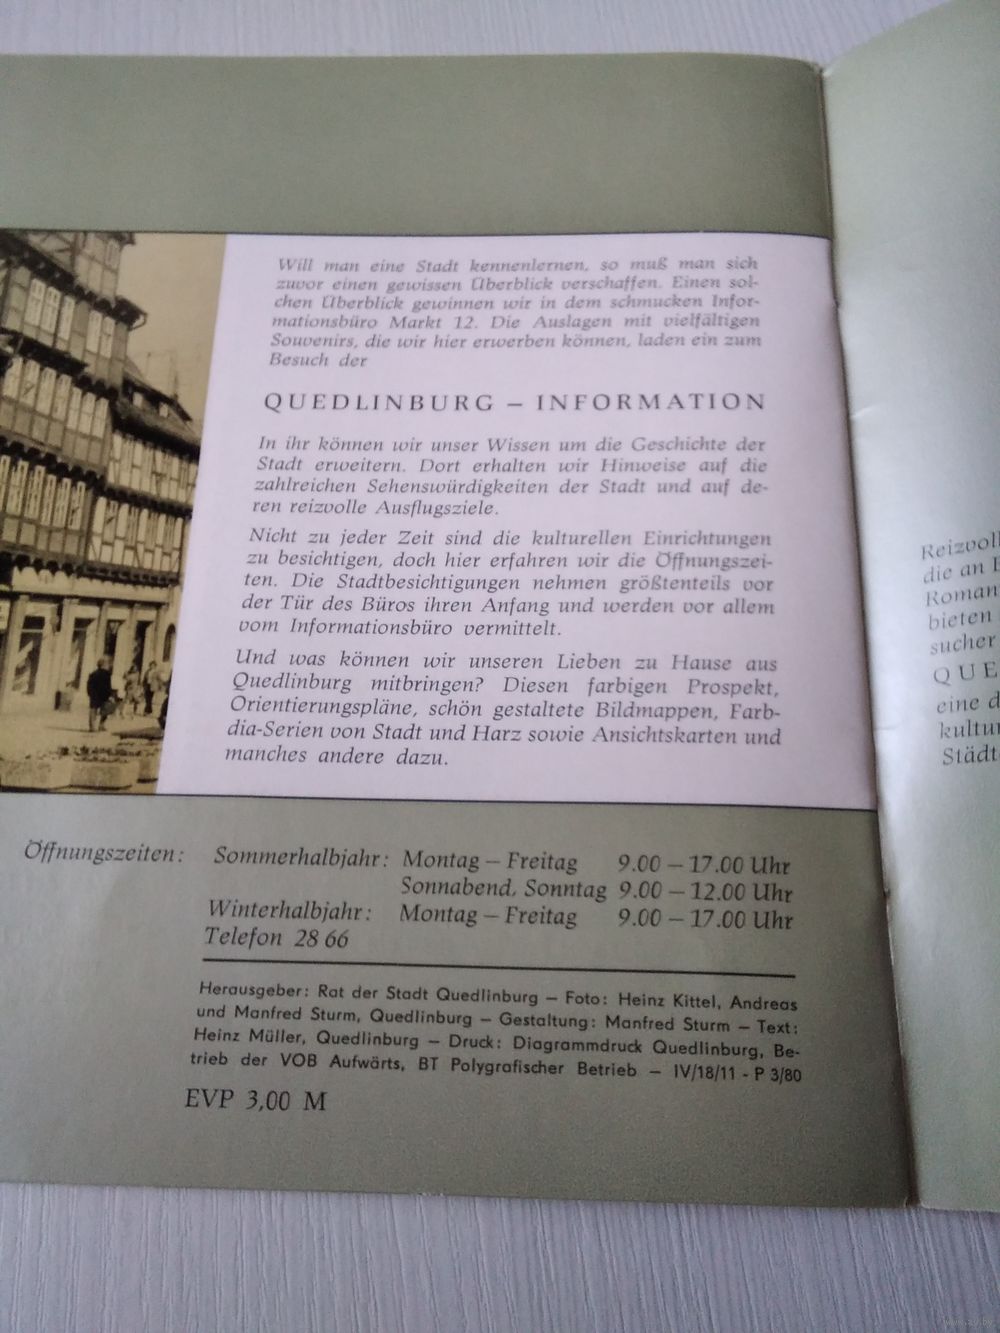 Will man eine Stadt kennenlernen, so muß man sich
zuvor einen gewissen Überblick verschaffen. Einen sol-
chen Überblick gewinnen wir in dem schmucken Infor-
mationsbüro Markt 12. Die Auslagen mit vielfältigen
Souvenirs, die wir hier erwerben können, laden ein zum
Besuch der
QUEDLINBURG – INFORMATION
In ihr können wir unser Wissen um die Geschichte der
Stadt erweitern. Dort erhalten wir Hinweise auf die
zahlreichen Sehenswürdigkeiten der Stadt und auf de-
ren reizvolle Ausflugsziele.
Nicht zu jeder Zeit sind die kulturellen Einrichtungen
zu besichtigen, doch hier erfahren wir die Öffnungszei-
ten. Die Stadtbesichtigungen nehmen größtenteils vor
der Tür des Büros ihren Anfang und werden vor allem
vom Informationsbüro vermittelt.
Und was können wir unseren Lieben zu Hause aus
Quedlinburg mitbringen? Diesen farbigen Prospekt,
Orientierungspläne, schön gestaltete Bildmappen, Farb-
dia-Serien von Stadt und Harz sowie Ansichtskarten und
manches andere dazu.
Öffnungszeiten: Sommerhalbjahr: Montag – Freitag 9.00 – 17.00 Uhr
Sonnabend, Sonntag 9.00 – 12.00 Uhr
Winterhalbjahr: Montag – Freitag 9.00 – 17.00 Uhr
Telefon 28 66
Herausgeber: Rat der Stadt Quedlinburg – Foto: Heinz Kittel, Andreas
und Manfred Sturm, Quedlinburg – Gestaltung: Manfred Sturm – Text:
Heinz Müller, Quedlinburg – Druck: Diagrammdruck Quedlinburg, Be-
trieb der VOB Aufwärts, BT Polygrafischer Betrieb – IV/18/11 - P 3/80
EVP 3,00 M
Reizvoll
die an
Roman
bieten
sucher
QUE
eine d
kultur
Städt